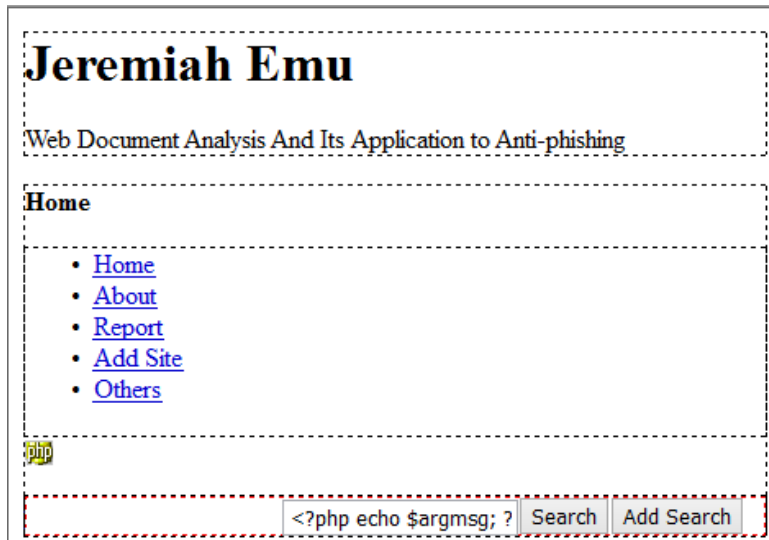 Jeremiah Emu
Web Document Analysis And Its Application to Anti-phishing
Home
• Home
• About
• Report
• Add Site
• Others
php
<?php echo $argmsg; ? Search Add Search